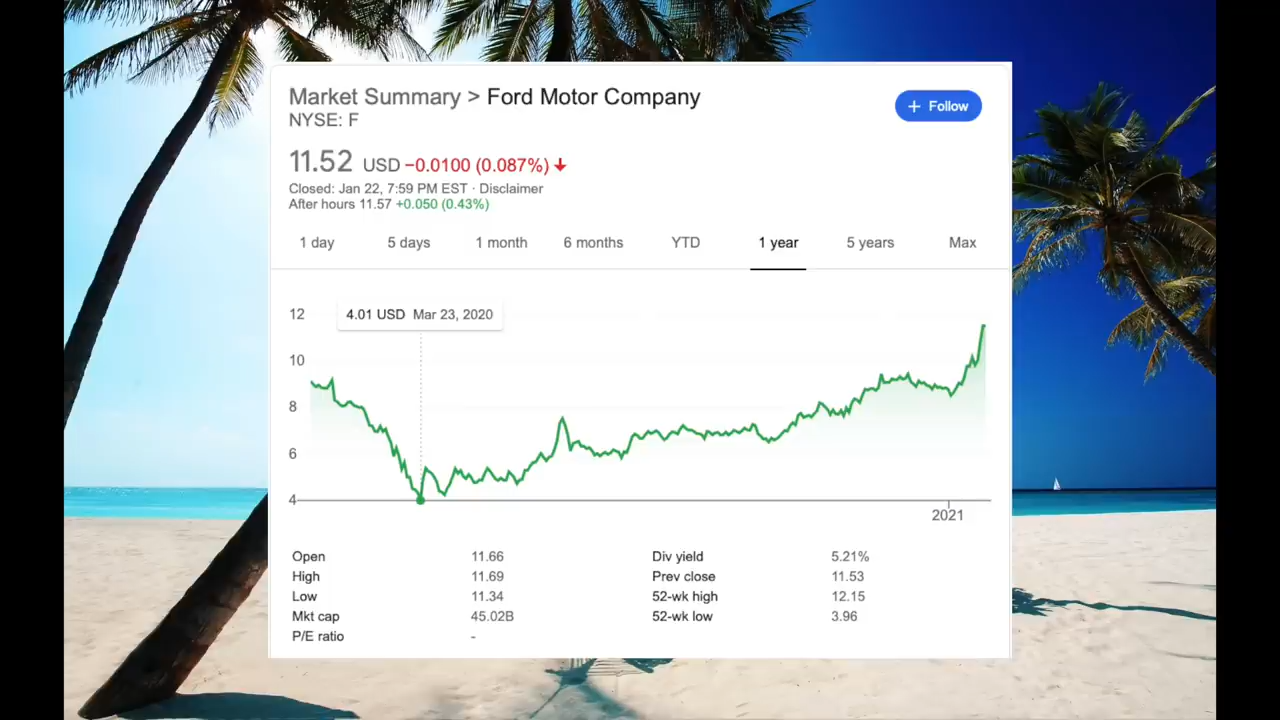 Market Summary > Ford Motor Company
NYSE: F
+ Follow
11.52 USD −0.0100 (0.087%)
Closed: Jan 22, 7:59 PM EST · Disclaimer
After hours 11.57 +0.050 (0.43%)
1 day 5 days 1 month 6 months YTD 1 year 5 years Max
4.01 USD Mar 23, 2020
12
10
8
6
4
2021
Open 11.66 Div yield 5.21%
High 11.69 Prev close 11.53
Low 11.34 52-wk high 12.15
Mkt cap 45.02B 52-wk low 3.96
P/E ratio -